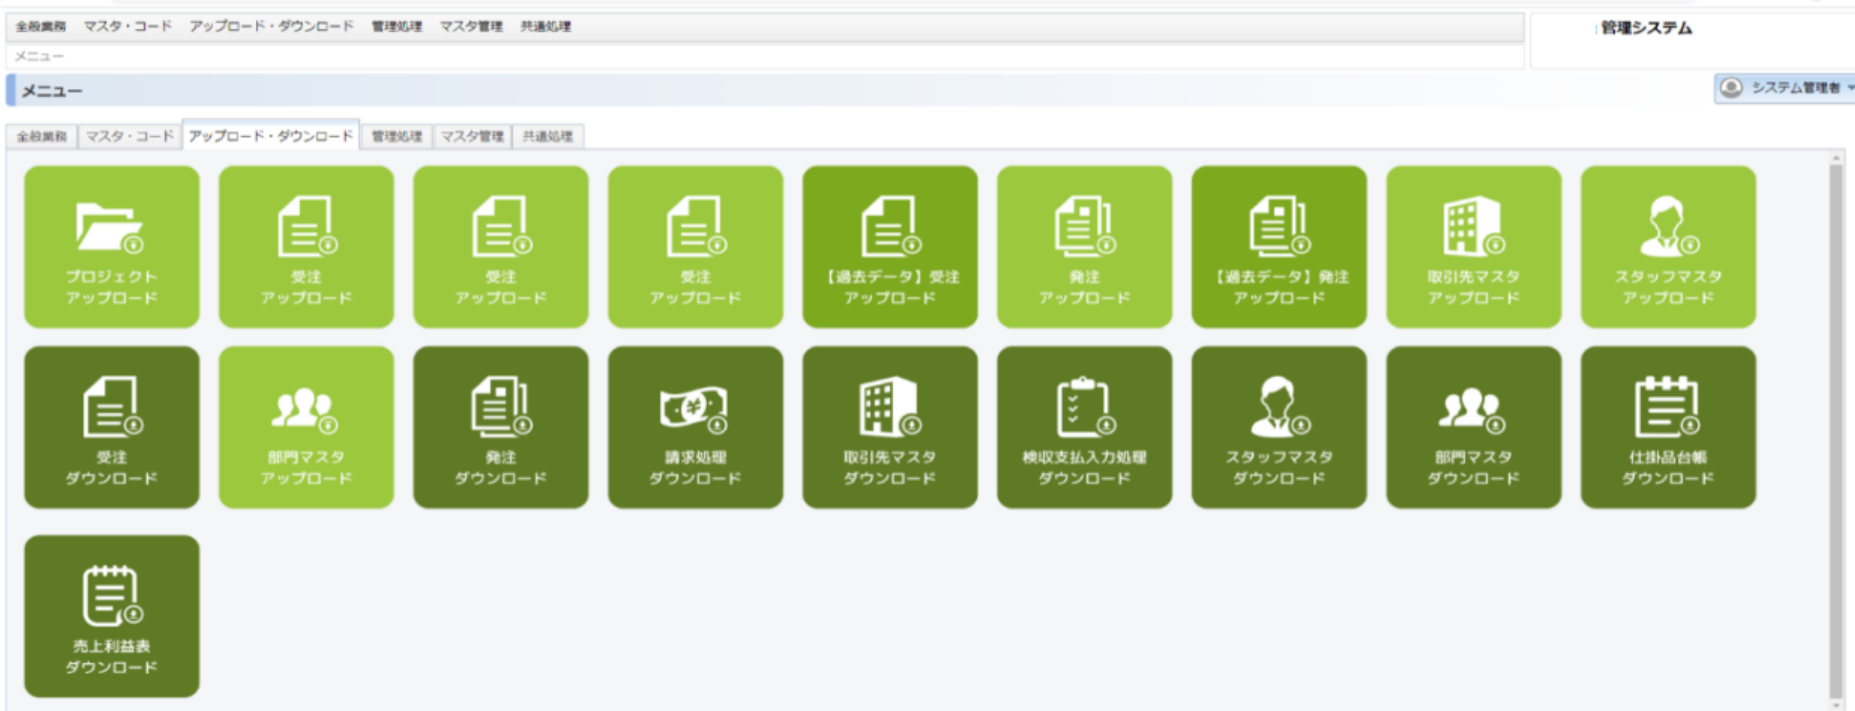 全般業務 マスタ・コード アップロード・ダウンロード 管理処理 マスタ管理 共通処理
管理システム
メニュー
メニュー
システム管理者
全般業務 マスタ・コード アップロード・ダウンロード 管理処理 マスタ管理 共通処理
プロジェクト
アップロード
受注
アップロード
受注
アップロード
受注
アップロード
【過去データ】受注
アップロード
発注
アップロード
【過去データ】発注
アップロード
取引先マスタ
アップロード
スタッフマスタ
アップロード
受注
ダウンロード
部門マスタ
アップロード
発注
ダウンロード
請求処理
ダウンロード
取引先マスタ
ダウンロード
検収支払入力処理
ダウンロード
スタッフマスタ
ダウンロード
部門マスタ
ダウンロード
仕掛品台帳
ダウンロード
売上利益表
ダウンロード